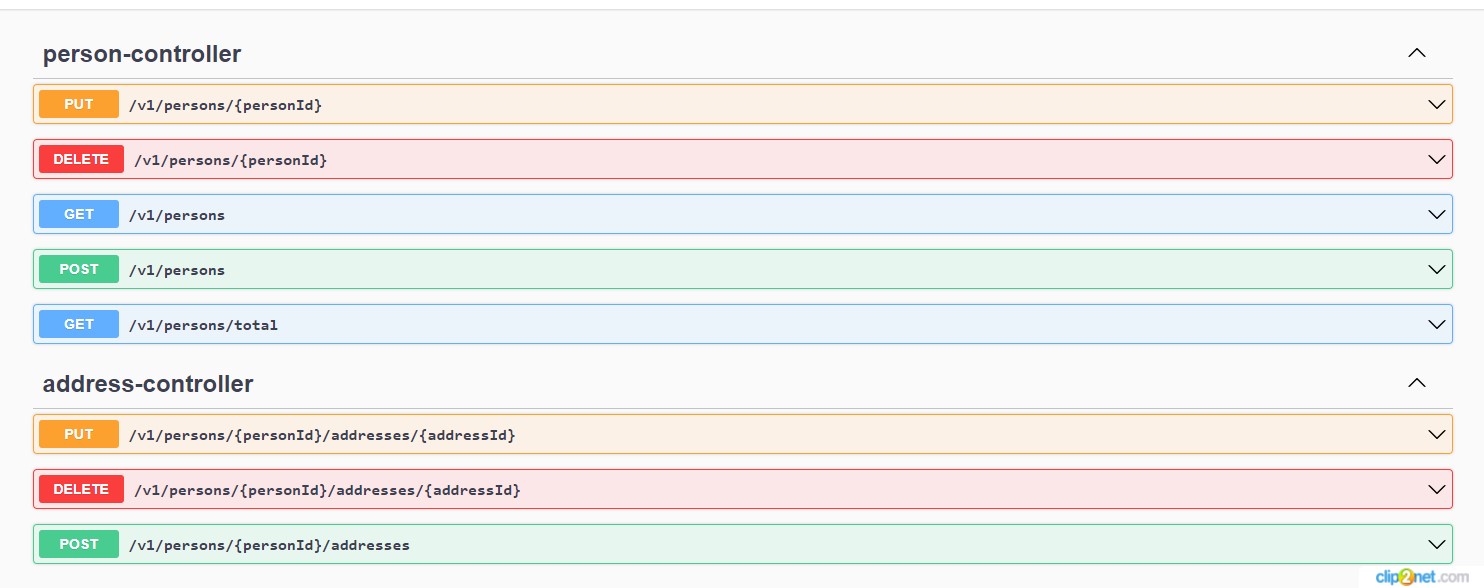 person-controller
PUT /v1/persons/{personId}
DELETE /v1/persons/{personId}
GET /v1/persons
POST /v1/persons
GET /v1/persons/total
address-controller
PUT /v1/persons/{personId}/addresses/{addressId}
DELETE /v1/persons/{personId}/addresses/{addressId}
POST /v1/persons/{personId}/addresses
clip2net.com